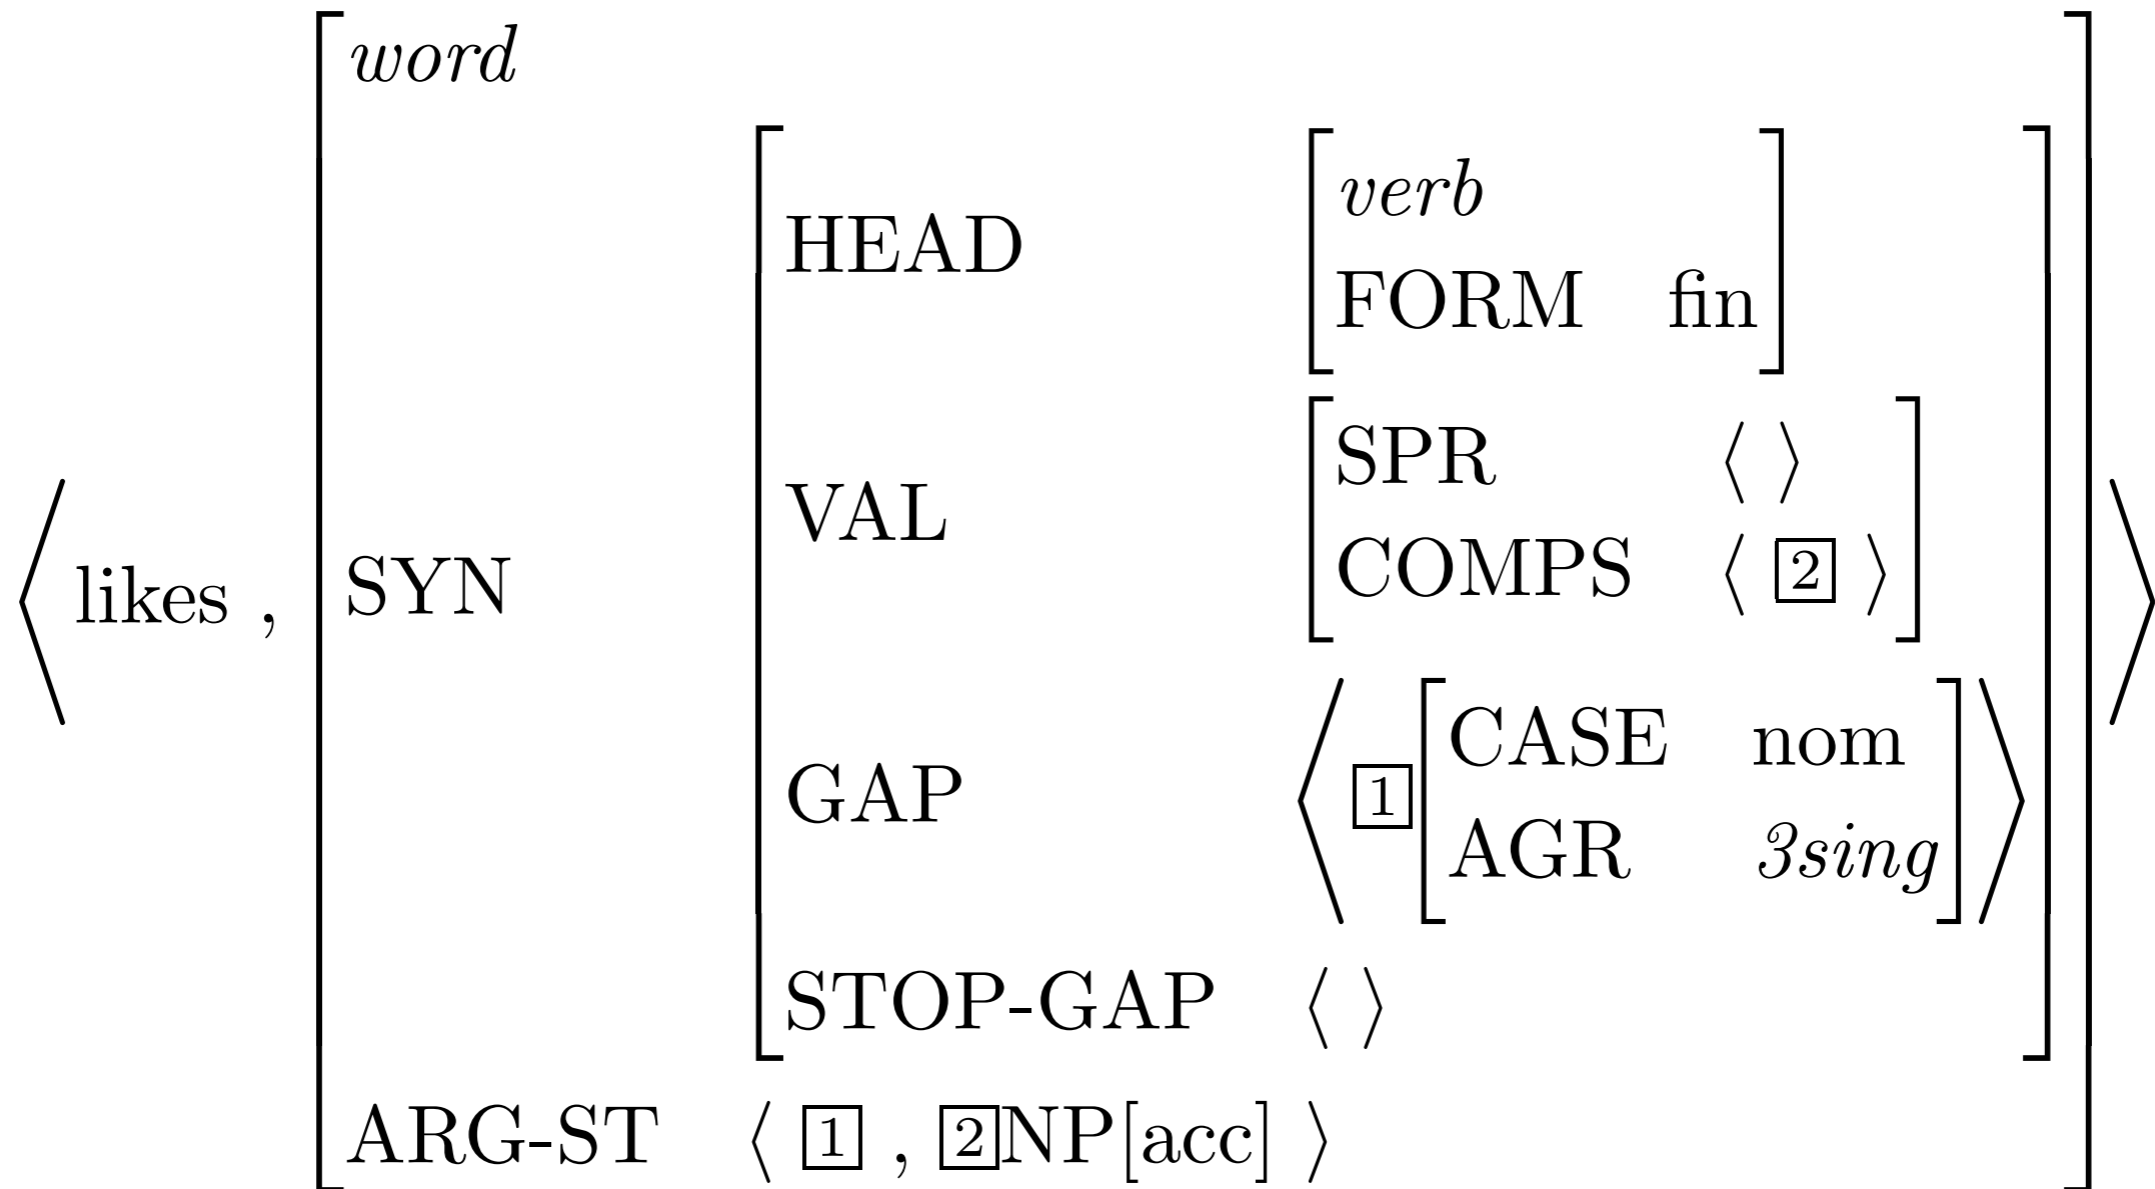 word
HEAD verb
FORM fin
VAL SPR ⟨ ⟩
COMPS ⟨ 2 ⟩
⟨ likes , SYN
GAP ⟨ 1 CASE nom
AGR 3sing ⟩ ⟩
STOP-GAP ⟨ ⟩
ARG-ST ⟨ 1 , 2 NP[acc] ⟩